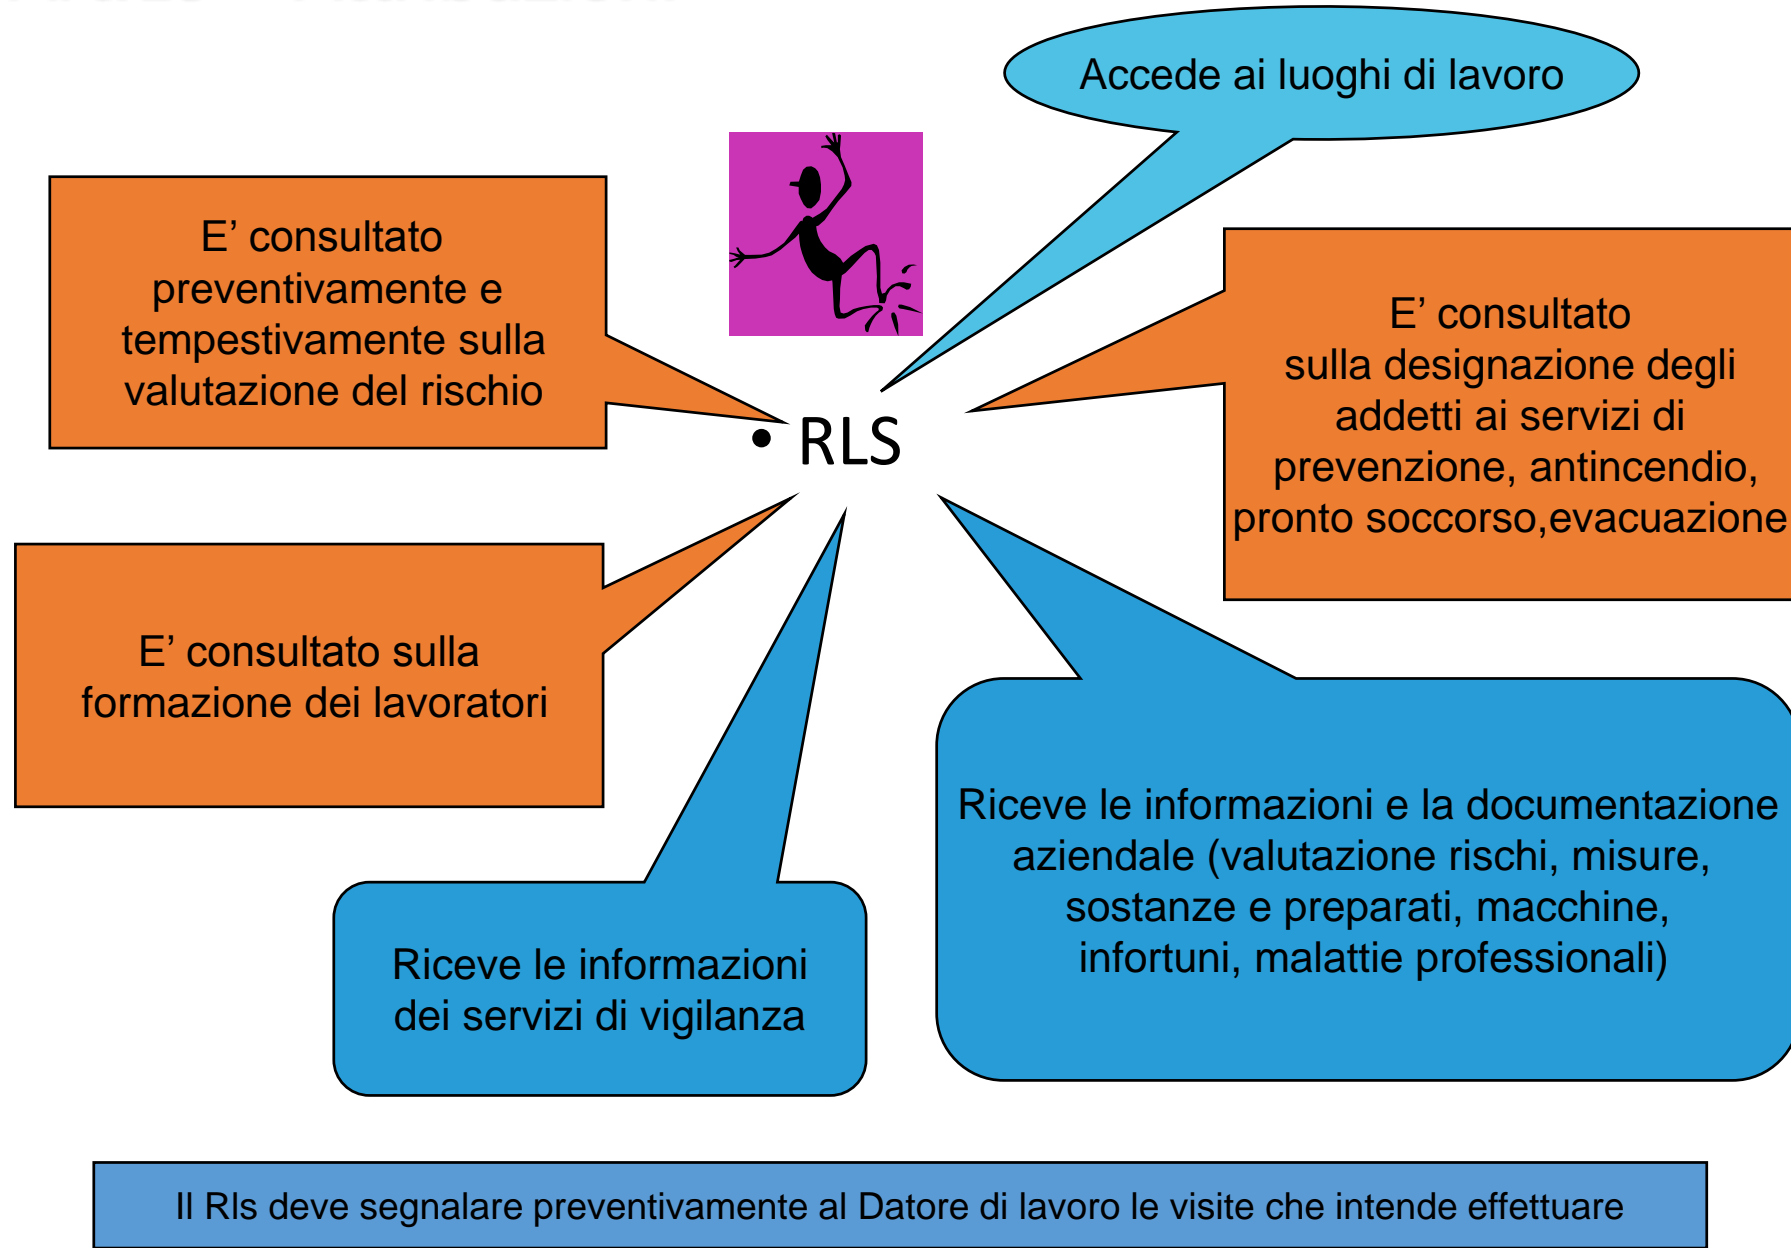 Accede ai luoghi di lavoro
E’ consultato
preventivamente e
tempestivamente sulla
valutazione del rischio
E’ consultato
sulla designazione degli
addetti ai servizi di
prevenzione, antincendio,
pronto soccorso,evacuazione
• RLS
E’ consultato sulla
formazione dei lavoratori
Riceve le informazioni e la documentazione
aziendale (valutazione rischi, misure,
sostanze e preparati, macchine,
infortuni, malattie professionali)
Riceve le informazioni
dei servizi di vigilanza
Il Rls deve segnalare preventivamente al Datore di lavoro le visite che intende effettuare